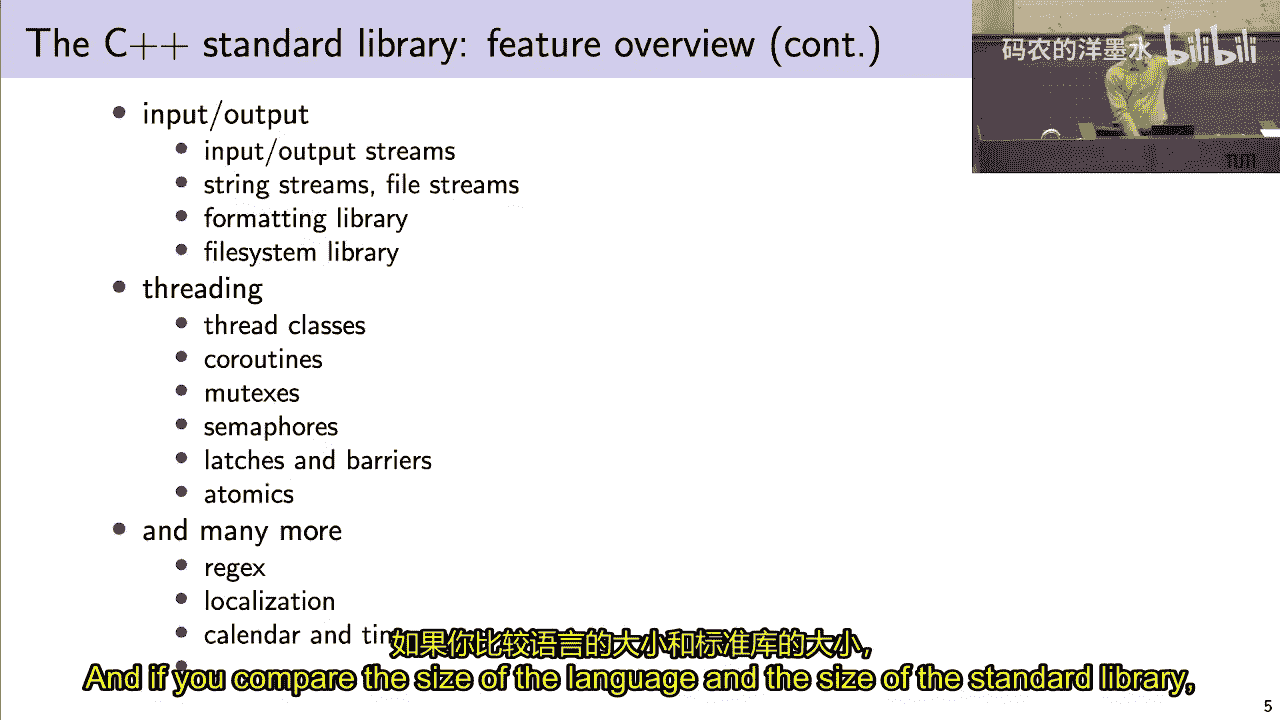 The C++ standard library: feature overview (cont.)
码农的洋墨水 bilibili
TUM
• input/output
• input/output streams
• string streams, file streams
• formatting library
• filesystem library
• threading
• thread classes
• coroutines
• mutexes
• semaphores
• latches and barriers
• atomics
• and many more
• regex
• localization
• calendar and tim
如果你比较语言的大小和标准库的大小,
And if you compare the size of the language and the size of the standard library,
5